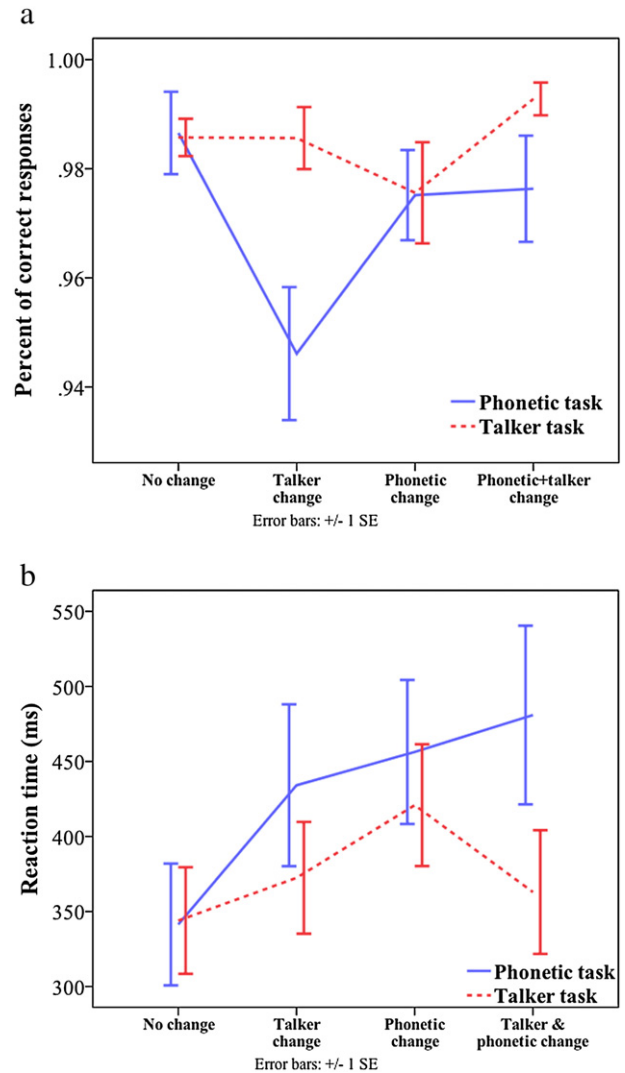 a
Percent of correct responses
1.00
.98
.96
.94
Phonetic task
Talker task
No change
Talker
change
Phonetic
change
Phonetic+talker
change
Error bars: +/- 1 SE
b
Reaction time (ms)
550
500
450
400
350
300
Phonetic task
Talker task
No change
Talker
change
Phonetic
change
Talker &
phonetic change
Error bars: +/- 1 SE